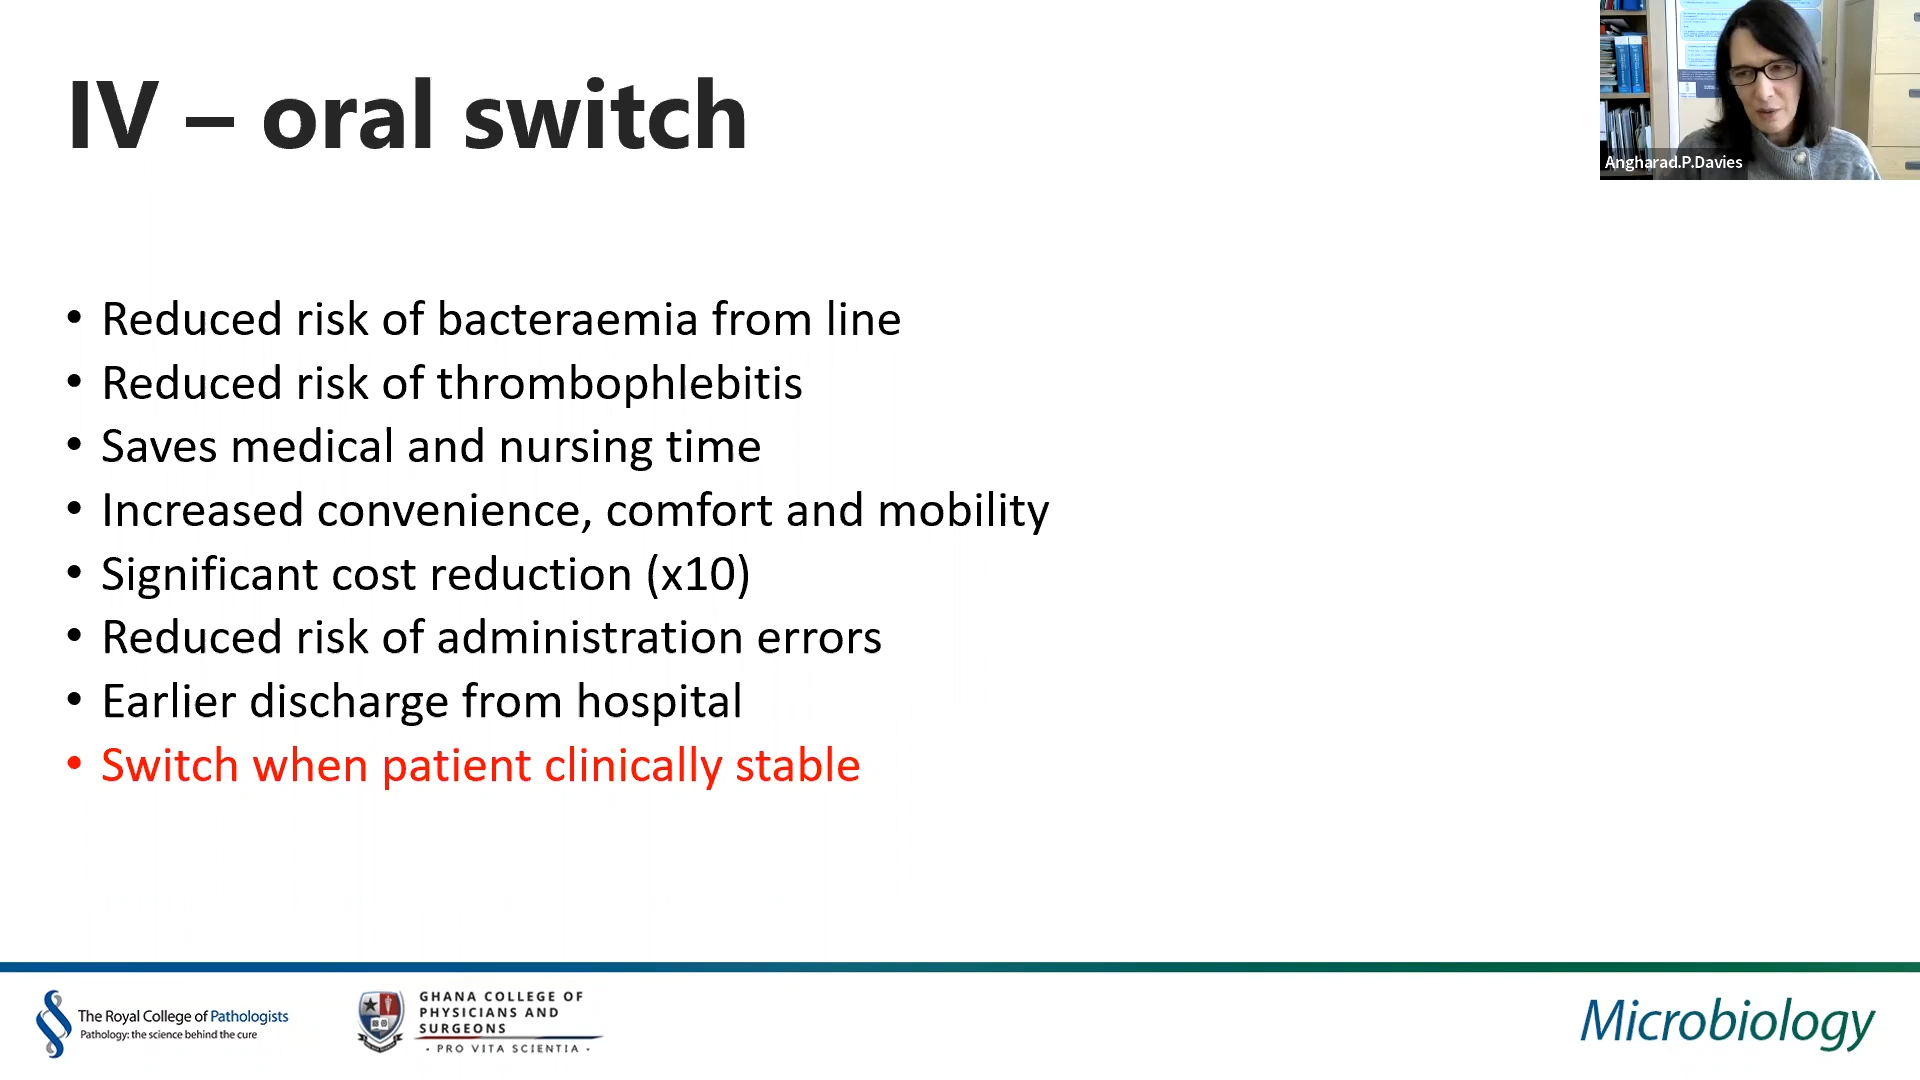 IV – oral switch
Angharad.P.Davies
• Reduced risk of bacteraemia from line
• Reduced risk of thrombophlebitis
• Saves medical and nursing time
• Increased convenience, comfort and mobility
• Significant cost reduction (x10)
• Reduced risk of administration errors
• Earlier discharge from hospital
• Switch when patient clinically stable
The Royal College of Pathologists
Pathology: the science behind the cure
GHANA COLLEGE OF
PHYSICIANS AND
SURGEONS
- PRO VITA SCIENTIA -
Microbiology